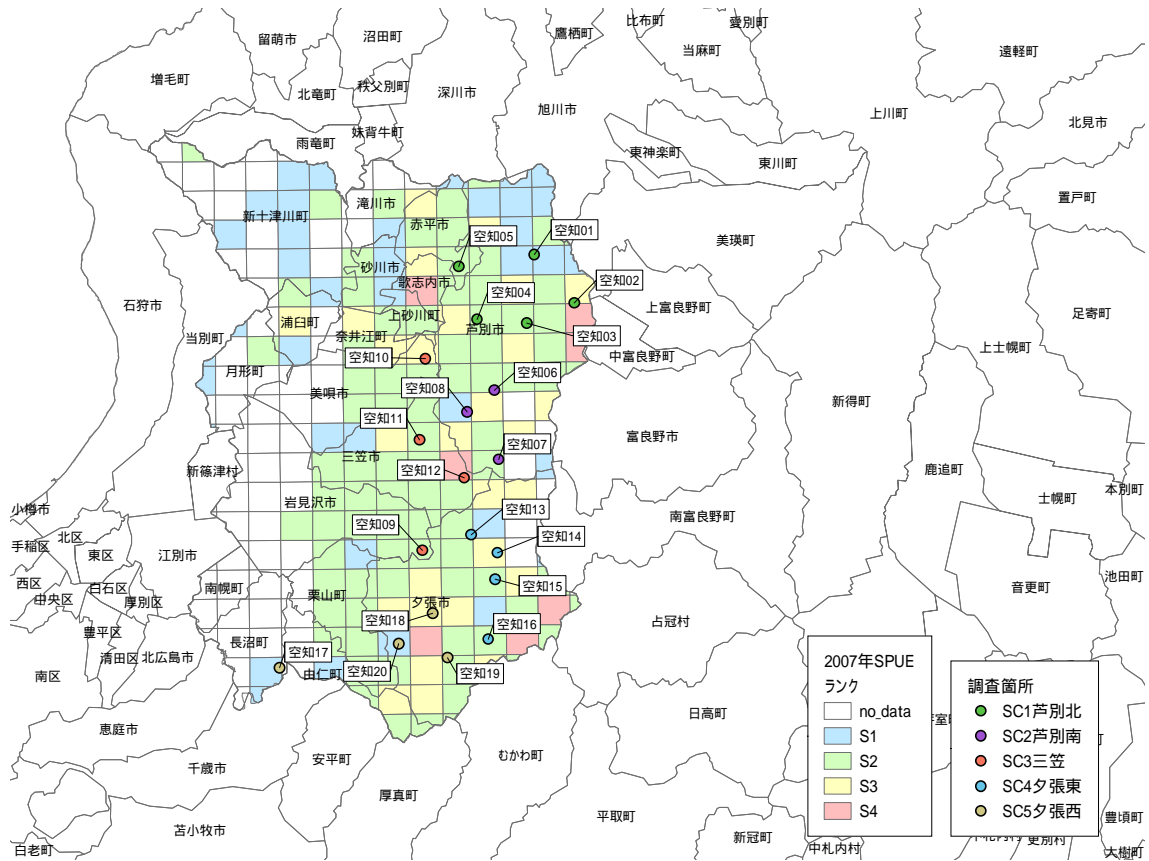 比布町
愛別町
留萌市
沼田町
鷹栖町
当麻町
遠軽町
増毛町
北竜町
秩父別町
深川市
旭川市
上川町
北見市
雨竜町
妹背牛町
東神楽町
東川町
置戸町
新十津川町
滝川市
赤平市
空知05
空知01
美瑛町
砂川市
歌志内市
空知02
石狩市
空知04
上富良野町
足寄町
浦臼町
上砂川町
芦別市
当別町
奈井江町
空知03
上士幌町
空知10
中富良野町
月形町
空知06
美唄市
空知08
新得町
空知11
富良野市
三笠市
空知07
新篠津村
空知12
鹿追町
本別町
岩見沢市
士幌町
小樽市
空知13
南富良野町
北区
空知09
手稲区
東区
江別市
空知14
西区
白石区
南幌町
空知15
音更町
池田町
中央区
厚別区
栗山町
夕張市
豊平区
長沼町
空知18
空知16
占冠村
清田区
北広島市
空知17
南区
由仁町
空知20
空知19
日高町
恵庭市
安平町
むかわ町
千歳市
厚真町
平取町
苫小牧市
新冠町
白老町
中札内村
更別村
豊頃町
大樹町
2007年SPUE
ランク
no_data
S1
S2
S3
S4
調査箇所
SC1芦別北
SC2芦別南
SC3三笠
SC4夕張東
SC5夕張西